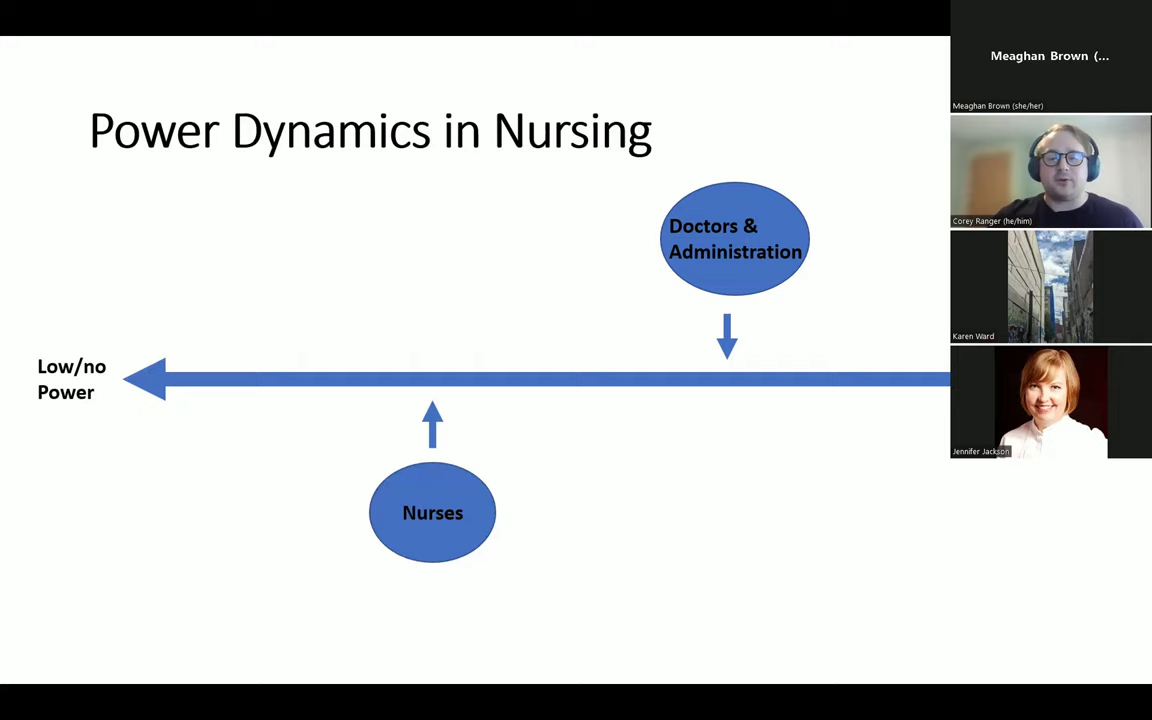 Power Dynamics in Nursing
Doctors &
Administration
Low/no
Power
Nurses
Meaghan Brown (...
Meaghan Brown (she/her)
Corey Ranger (he/him)
Karen Ward
Jennifer Jackson